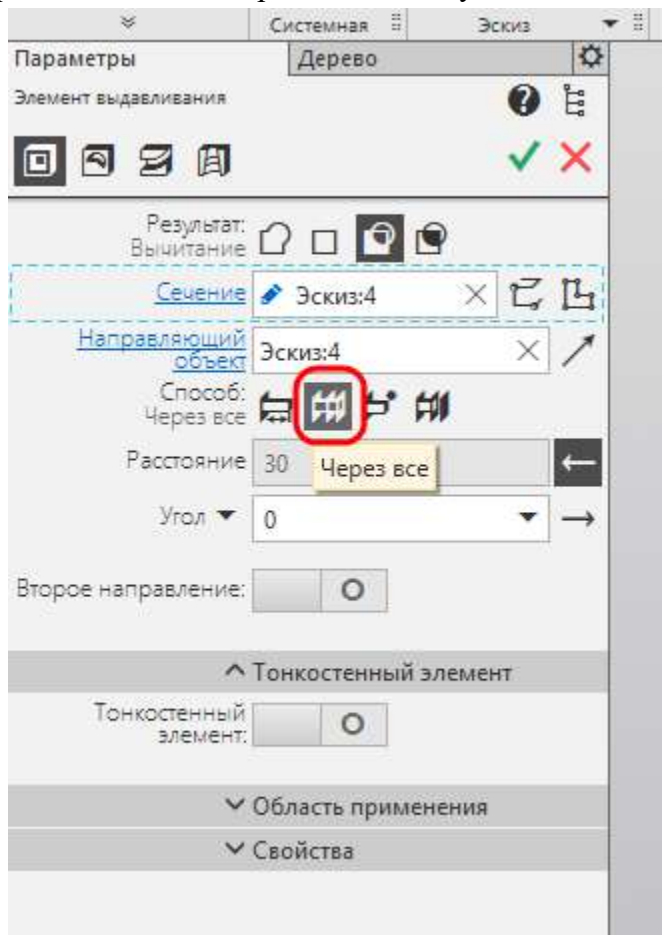 Системная Эскиз
Параметры Дерево
Элемент выдавливания
Результат:
Вычитание
Сечение Эскиз:4
Направляющий
объект Эскиз:4
Способ:
Через все
Расстояние 30 Через все
Угол 0
Второе направление:
Тонкостенный элемент
Тонкостенный
элемент:
Область применения
Свойства